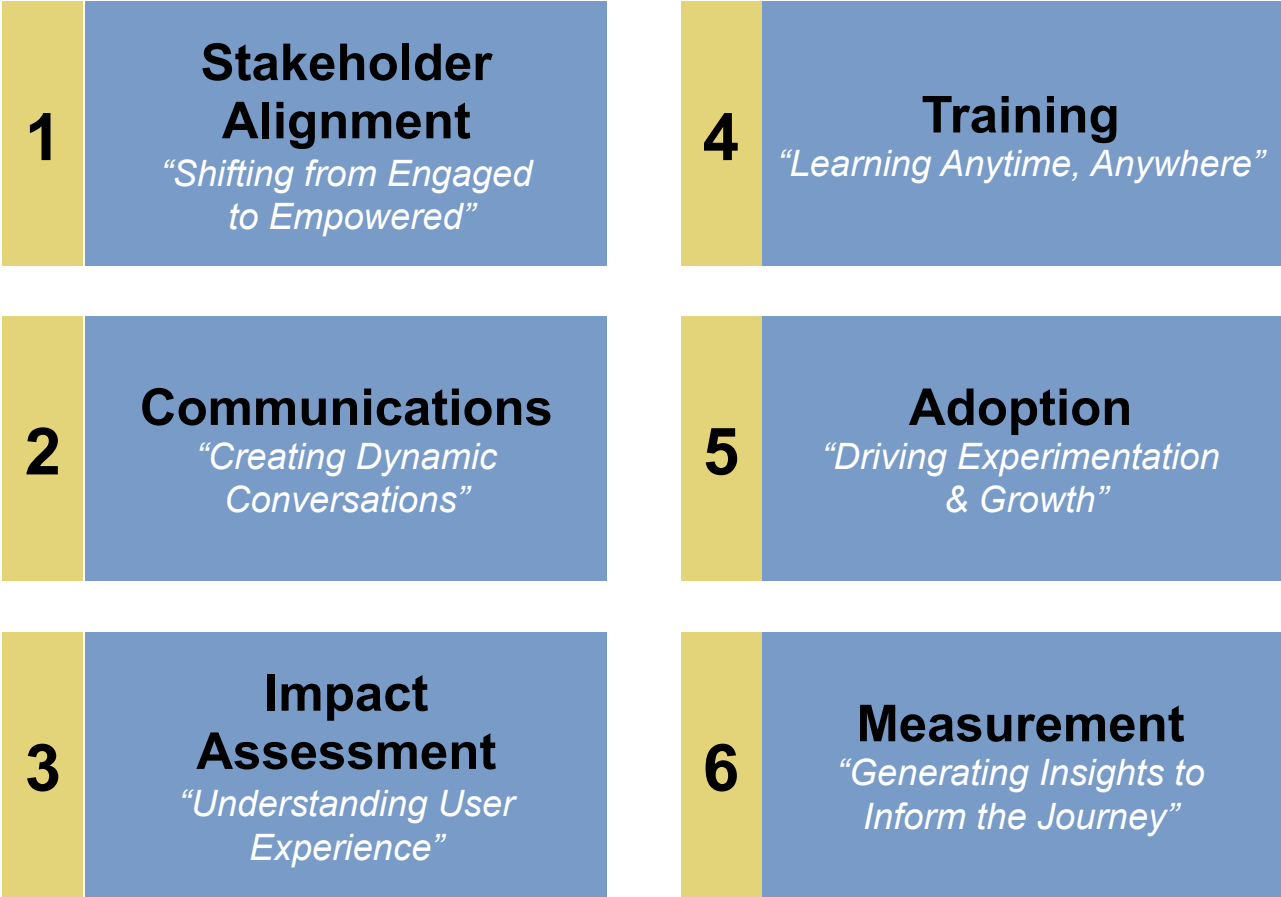 1
Stakeholder
Alignment
“Shifting from Engaged
to Empowered”
2
Communications
“Creating Dynamic
Conversations”
3
Impact
Assessment
“Understanding User
Experience”
4
Training
“Learning Anytime, Anywhere”
5
Adoption
“Driving Experimentation
& Growth”
6
Measurement
“Generating Insights to
Inform the Journey”